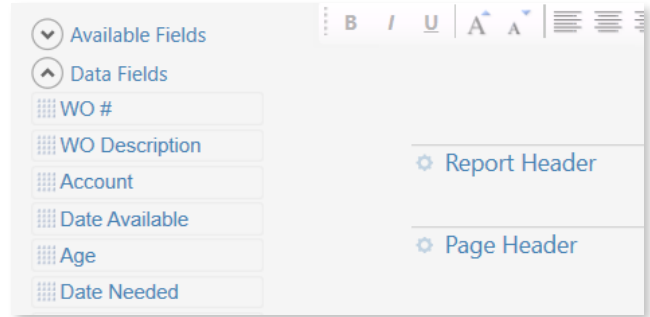 Available Fields
B I U A A
Data Fields
WO #
WO Description
Account
Date Available
Age
Date Needed
Report Header
Page Header